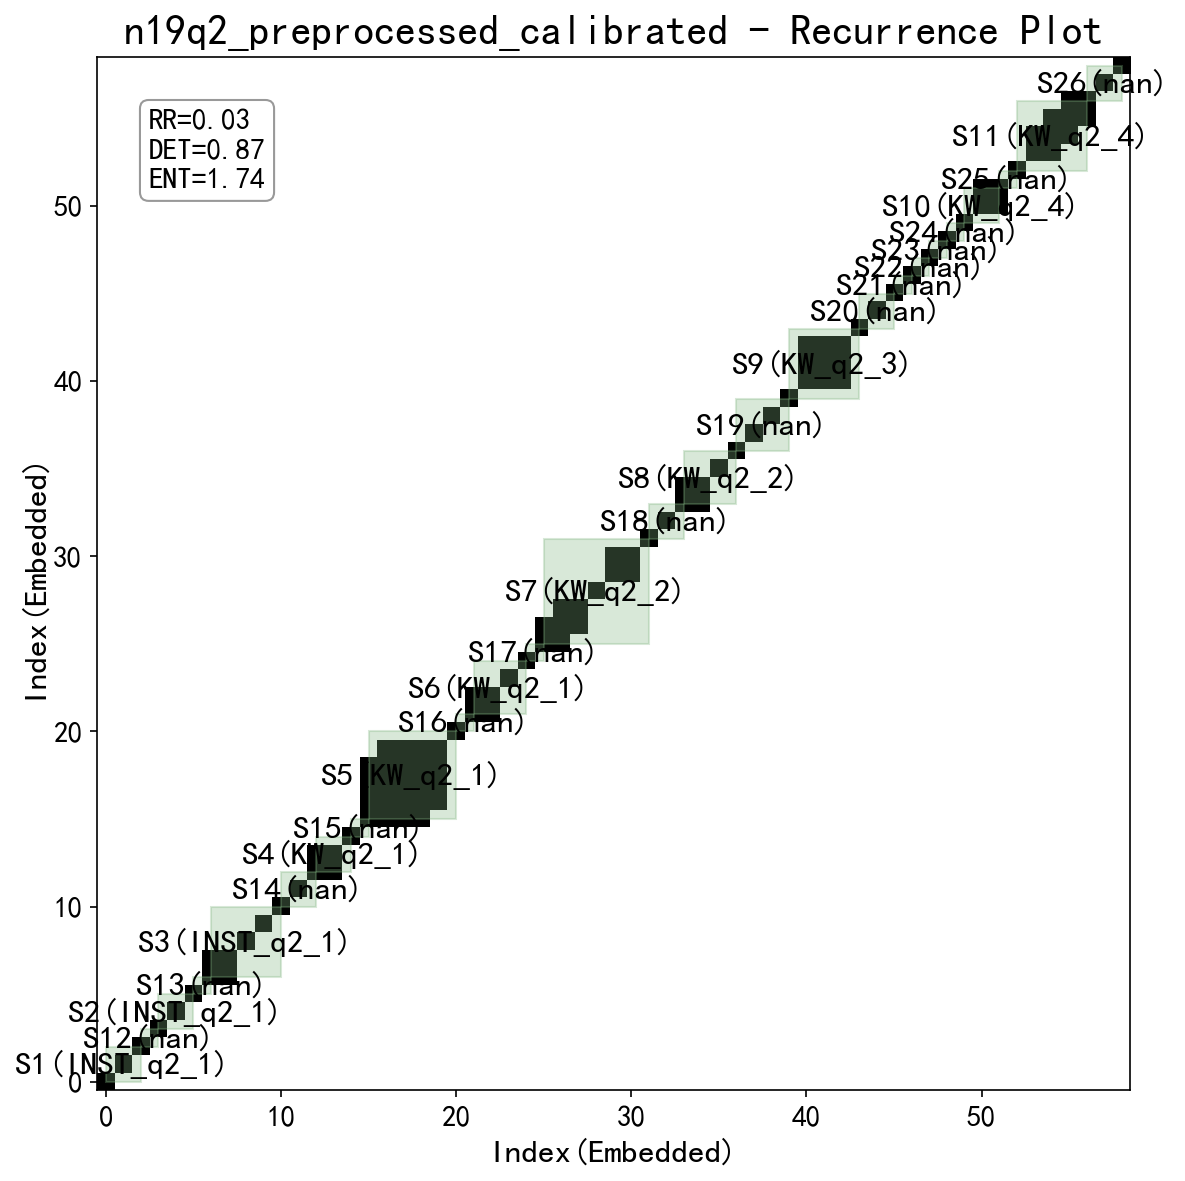 n19q2_preprocessed_calibrated - Recurrence Plot
RR=0.03
DET=0.87
ENT=1.74
S26(nan)
S11(KW_q2_4)
S25(nan)
S10(KW_q2_4)
S24(nan)
S23(nan)
S22(nan)
S21(nan)
S20(nan)
S9(KW_q2_3)
S19(nan)
S8(KW_q2_2)
S18(nan)
S7(KW_q2_2)
S17(nan)
S6(KW_q2_1)
S16(nan)
S5(KW_q2_1)
S15(nan)
S4(KW_q2_1)
S14(nan)
S3(INST_q2_1)
S13(nan)
S2(INST_q2_1)
S12(nan)
S1(INST_q2_1)
50
40
30
20
10
0
Index(Embedded)
0 10 20 30 40 50
Index(Embedded)